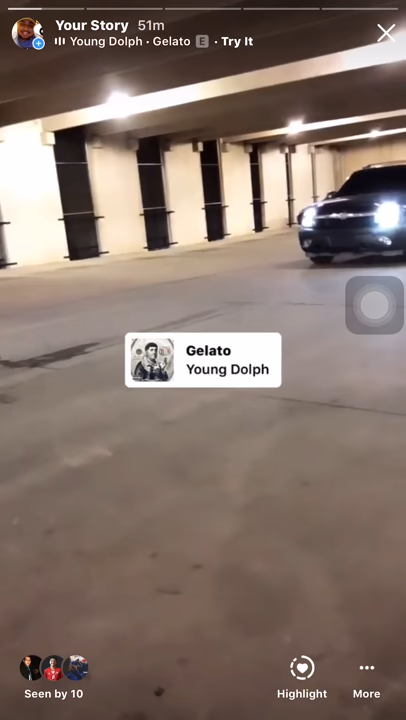 Your Story 51m
Young Dolph · Gelato E · Try It
Gelato
Young Dolph
Seen by 10
Highlight
More